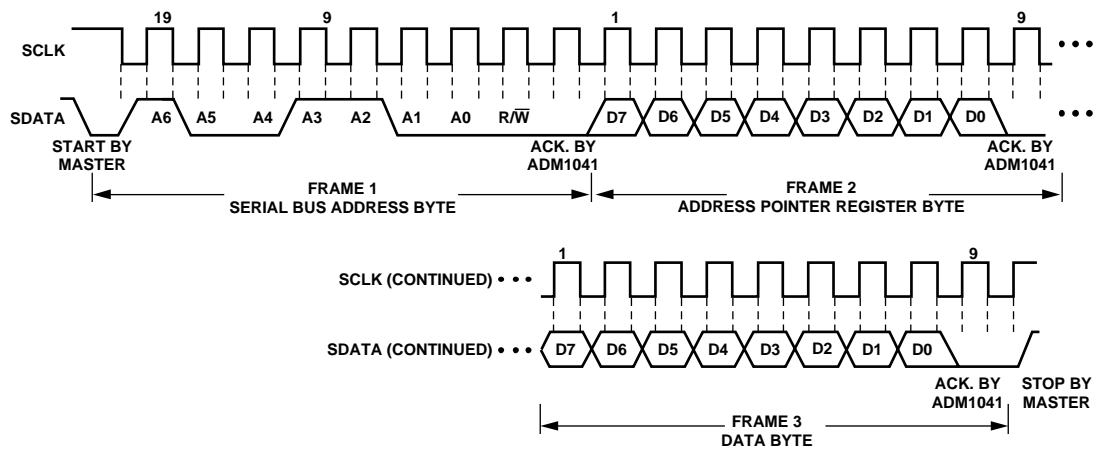 19 9 1 9
SCLK
SDATA A6 A5 A4 A3 A2 A1 A0 R/W̅ D7 D6 D5 D4 D3 D2 D1 D0
START BY MASTER
ACK. BY ADM1041
ACK. BY ADM1041
FRAME 1
SERIAL BUS ADDRESS BYTE
FRAME 2
ADDRESS POINTER REGISTER BYTE
1 9
SCLK (CONTINUED)
SDATA (CONTINUED) D7 D6 D5 D4 D3 D2 D1 D0
ACK. BY ADM1041
STOP BY MASTER
FRAME 3
DATA BYTE